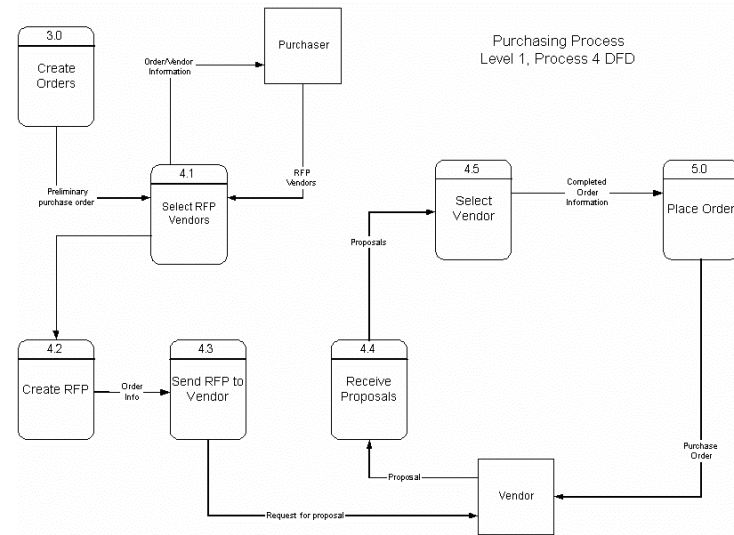 3.0
Create
Orders
Order/Vendor
Information
Purchaser
Purchasing Process
Level 1, Process 4 DFD
Preliminary
purchase order
4.1
Select RFP
Vendors
RFP
Vendors
4.5
Select
Vendor
Completed
Order
Information
5.0
Place Order
Proposals
4.2
Create RFP
Order
Info
4.3
Send RFP to
Vendor
4.4
Receive
Proposals
Purchase
Order
Proposal
Vendor
Request for proposal